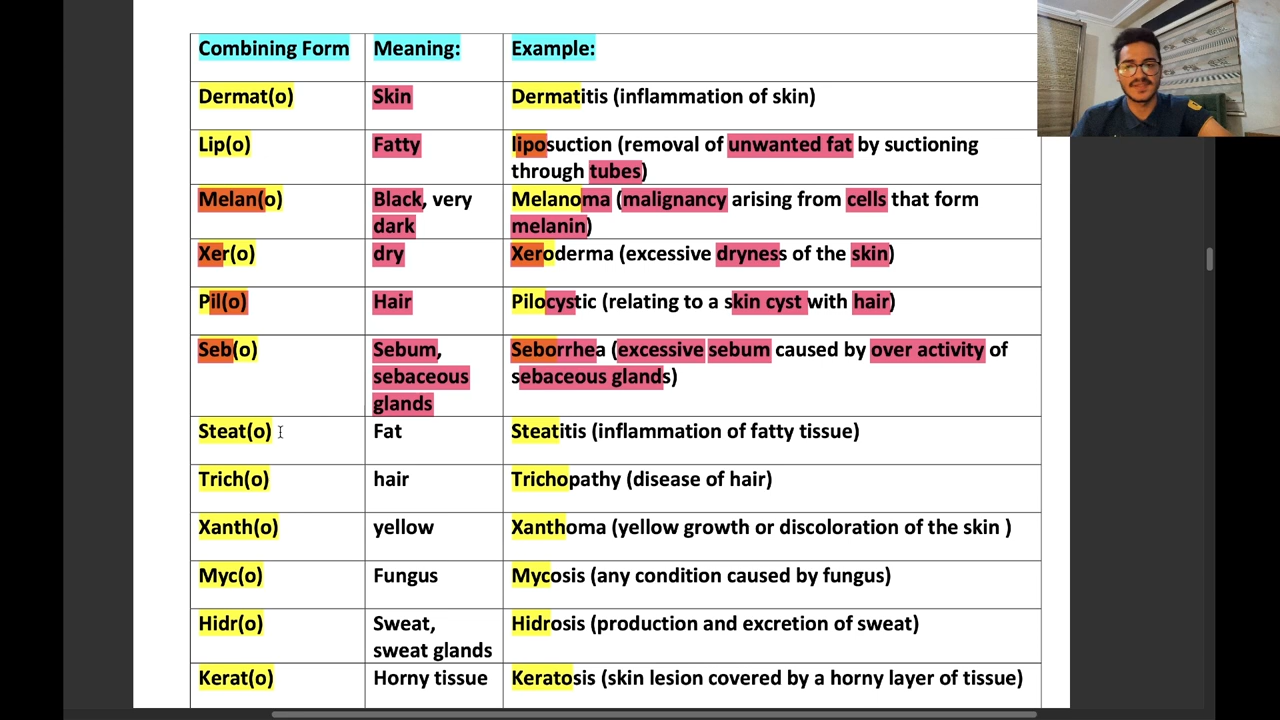 Combining Form Meaning: Example:
Dermat(o) Skin Dermatitis (inflammation of skin)
Lip(o) Fatty liposuction (removal of unwanted fat by suctioning
through tubes)
Melan(o) Black, very Melanoma (malignancy arising from cells that form
dark melanin)
Xer(o) dry Xeroderma (excessive dryness of the skin)
Pil(o) Hair Pilocystic (relating to a skin cyst with hair)
Seb(o) Sebum, Seborrhea (excessive sebum caused by over activity of
sebaceous sebaceous glands)
glands
Steat(o) Fat Steatitis (inflammation of fatty tissue)
Trich(o) hair Trichopathy (disease of hair)
Xanth(o) yellow Xanthoma (yellow growth or discoloration of the skin )
Myc(o) Fungus Mycosis (any condition caused by fungus)
Hidr(o) Sweat, Hidrosis (production and excretion of sweat)
sweat glands
Kerat(o) Horny tissue Keratosis (skin lesion covered by a horny layer of tissue)